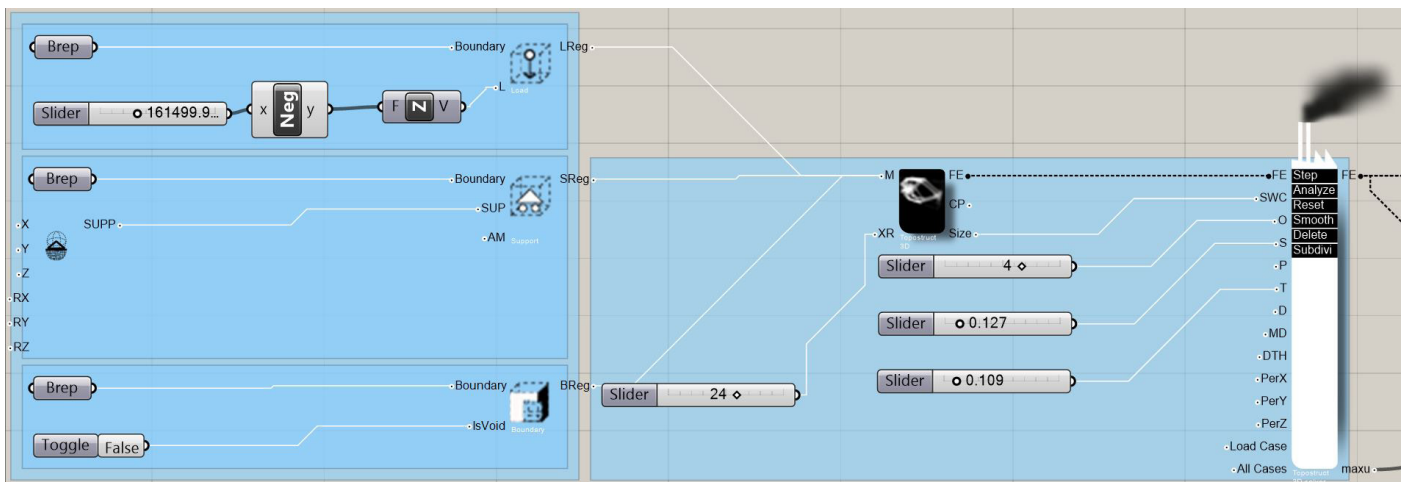 Brep
Boundary
LReg
L
Load
Slider
161499.9...
x
Neg
y
F
Z
V
Brep
Boundary
SReg
SUP
X
SUPP
Y
AM
Support
Z
RX
RY
RZ
Brep
Boundary
BReg
IsVoid
Boundary
Toggle
False
M
FE
CP
XR
Size
Topostruct
3D
Slider
24
Slider
4
Slider
0.127
Slider
0.109
FE
Step
FE
SWC
Analyze
Reset
O
Smooth
Delete
S
Subdivi
P
T
D
MD
DTH
PerX
PerY
PerZ
Load Case
All Cases
Topostruct
maxu